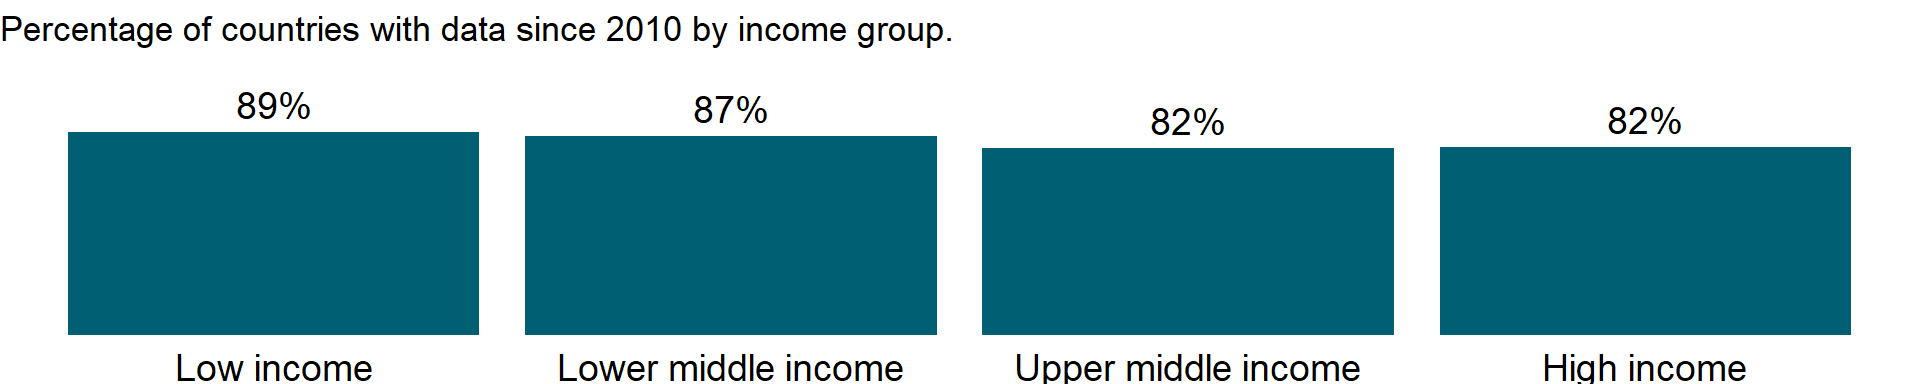 Percentage of countries with data since 2010 by income group.
89%
87%
82%
82%
Low income
Lower middle income
Upper middle income
High income